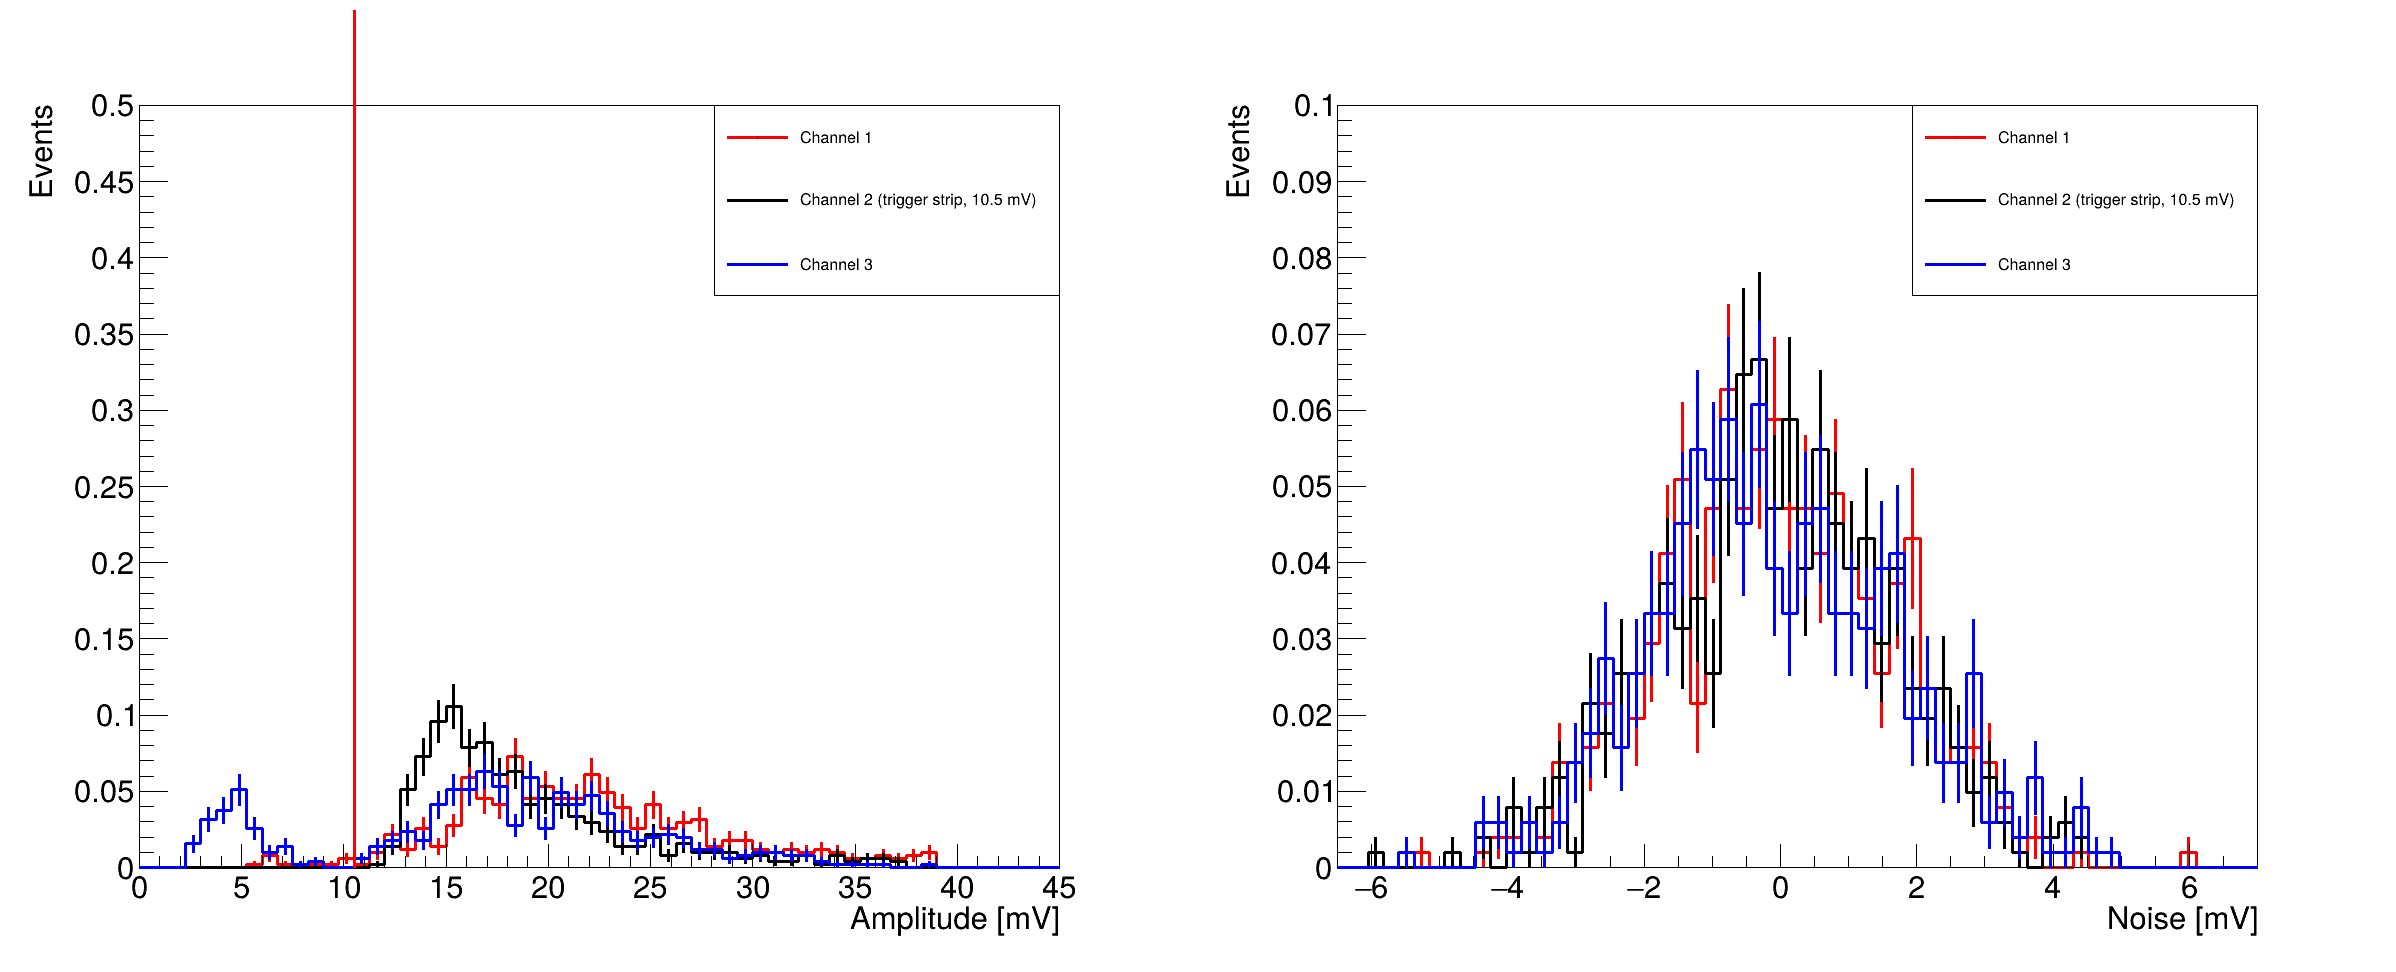 Events
0.5
0.45
0.4
0.35
0.3
0.25
0.2
0.15
0.1
0.05
0
0 5 10 15 20 25 30 35 40 45
Amplitude [mV]
Channel 1
Channel 2 (trigger strip, 10.5 mV)
Channel 3
Events
0.1
0.09
0.08
0.07
0.06
0.05
0.04
0.03
0.02
0.01
0
−6 −4 −2 0 2 4 6
Noise [mV]
Channel 1
Channel 2 (trigger strip, 10.5 mV)
Channel 3